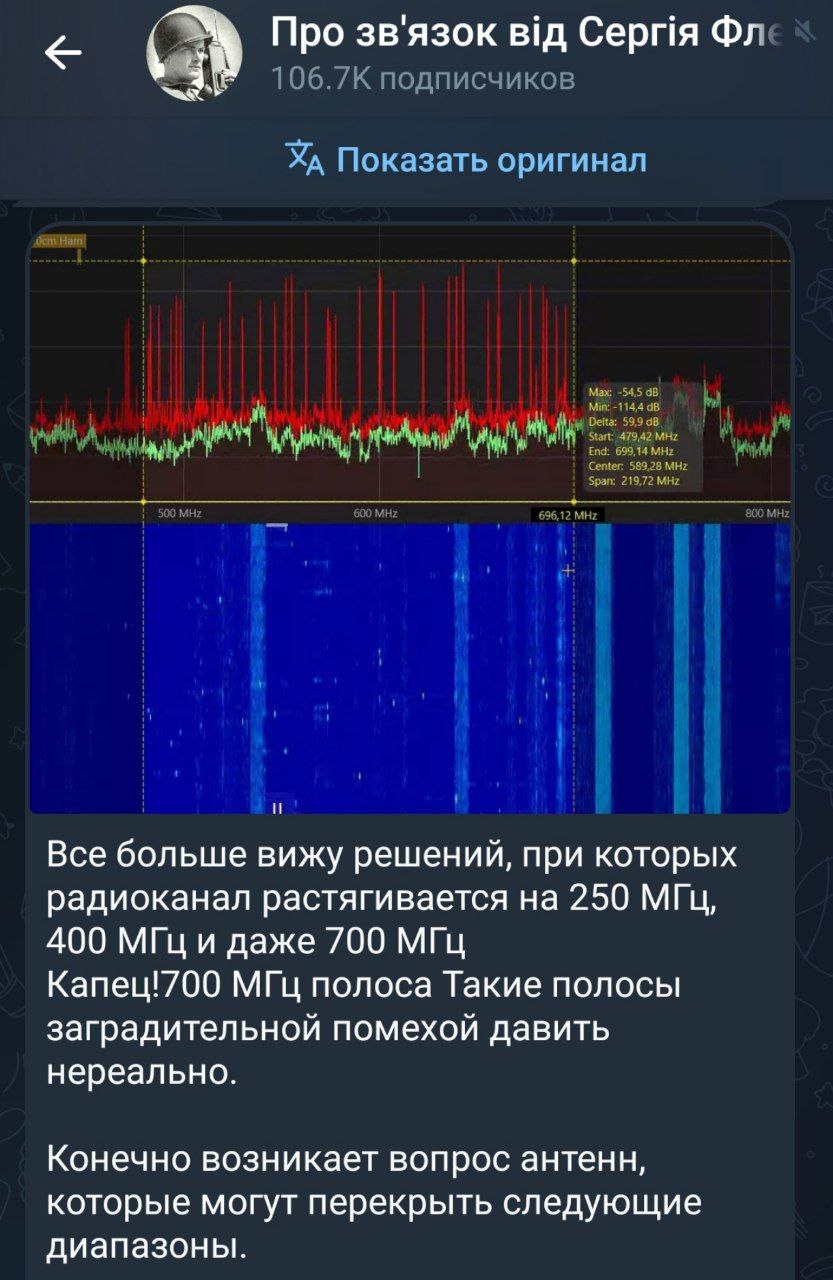 Про зв'язок від Сергія Фле
106.7K подписчиков
Показать оригинал
0cm Ham
Max: -54,5 dB
Min: -114,4 dB
Delta: 59,9 dB
Start: 479,42 MHz
End: 699,14 MHz
Center: 589,28 MHz
Span: 219,72 MHz
500 MHz 600 MHz 696,12 MHz 800 MHz
Все больше вижу решений, при которых
радиоканал растягивается на 250 МГц,
400 МГц и даже 700 МГц
Капец!700 МГц полоса Такие полосы
заградительной помехой давить
нереально.
Конечно возникает вопрос антенн,
которые могут перекрыть следующие
диапазоны.